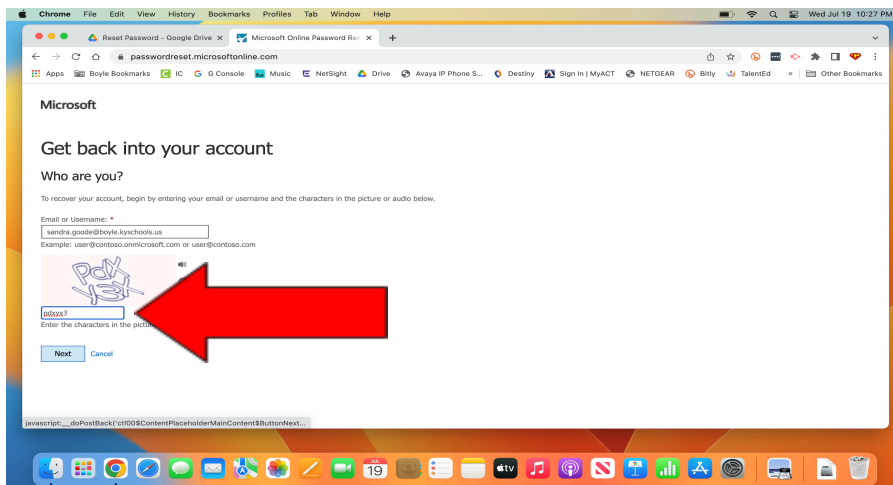 Chrome File Edit View History Bookmarks Profiles Tab Window Help Wed Jul 19 10:27 PM
Reset Password - Google Drive × Microsoft Online Password Res × +
passwordreset.microsoftonline.com
Apps Boyle Bookmarks IC G Console Music NetSight Drive Avaya IP Phone S... Destiny Sign In | MyACT NETGEAR Bitly TalentEd » Other Bookmarks
Microsoft
Get back into your account
Who are you?
To recover your account, begin by entering your email or username and the characters in the picture or audio below.
Email or Username: *
sandra.goode@boyle.kyschools.us
Example: user@contoso.onmicrosoft.com or user@contoso.com
PdX
Y3X
pdxyx3
Enter the characters in the pictu
Next Cancel
javascript:__doPostBack('ctl00$ContentPlaceholderMainContent$ButtonNext...
JUL
19
tv